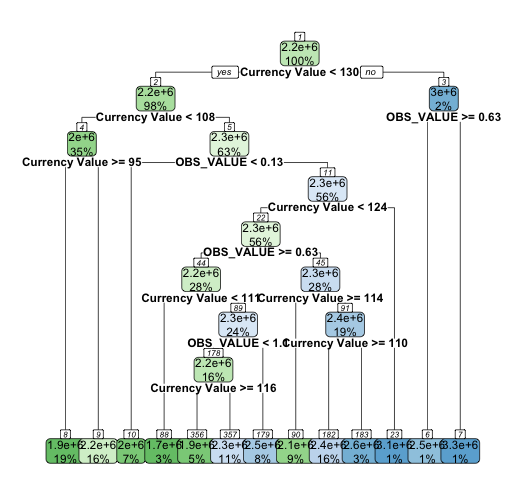 1
2.2e+6
100%
yes Currency Value < 130 no
2 3
2.2e+6 3e+6
98% 2%
Currency Value < 108 OBS_VALUE >= 0.63
4 5
2e+6 2.3e+6
35% 63%
Currency Value >= 95 OBS_VALUE < 0.13
11
2.3e+6
56%
Currency Value < 124
22
2.3e+6
56%
OBS_VALUE >= 0.63
44 45
2.2e+6 2.3e+6
28% 28%
Currency Value < 111 Currency Value >= 114
89 91
2.3e+6 2.4e+6
24% 19%
OBS_VALUE < Currency Value >= 110
178
2.2e+6
16%
Currency Value >= 116
8 9 10 88 356 357 179 90 182 183 23 6 7
1.9e+6 2.2e+6 2e+6 1.7e+6 1.9e+6 2.3e+6 2.5e+6 2.1e+6 2.4e+6 2.6e+6 3.1e+6 2.5e+6 3.3e+6
19% 16% 7% 3% 5% 11% 8% 9% 16% 3% 1% 1% 1%